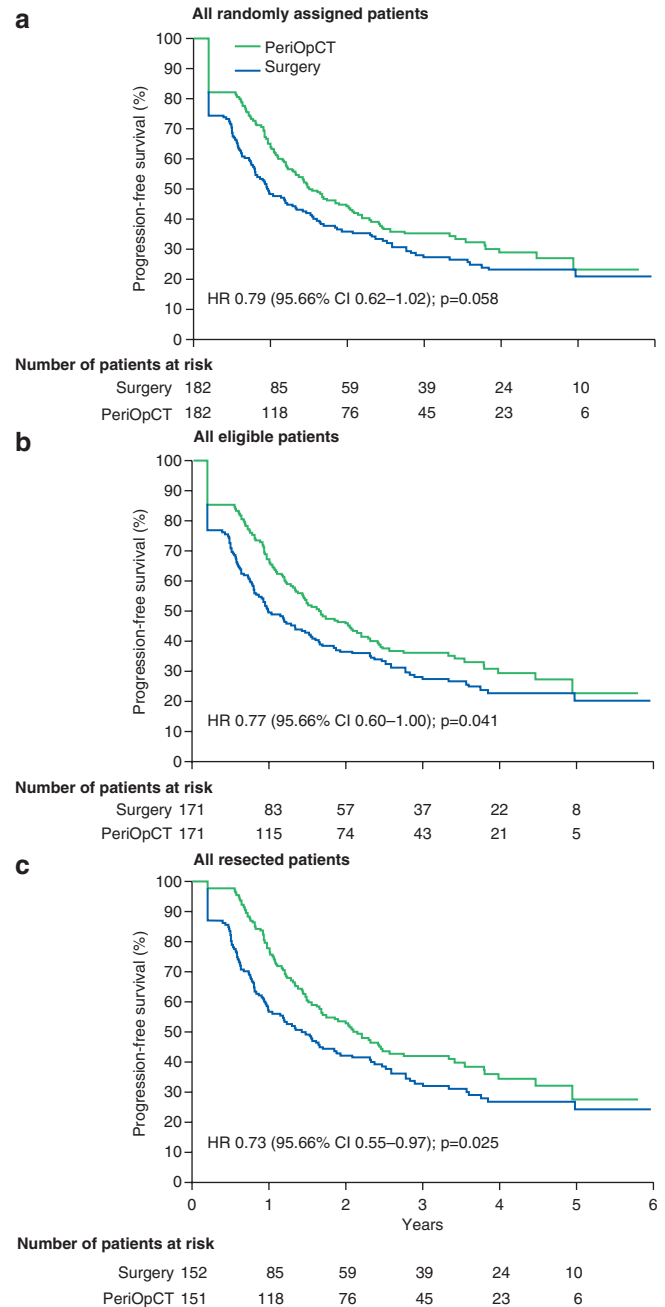 a
All randomly assigned patients
PeriOpCT
Surgery
Progression-free survival (%)
100
90
80
70
60
50
40
30
20
10
0
HR 0.79 (95.66% CI 0.62–1.02); p=0.058
Number of patients at risk
Surgery 182 85 59 39 24 10
PeriOpCT 182 118 76 45 23 6
b
All eligible patients
Progression-free survival (%)
100
90
80
70
60
50
40
30
20
10
0
HR 0.77 (95.66% CI 0.60–1.00); p=0.041
Number of patients at risk
Surgery 171 83 57 37 22 8
PeriOpCT 171 115 74 43 21 5
c
All resected patients
Progression-free survival (%)
100
90
80
70
60
50
40
30
20
10
0
HR 0.73 (95.66% CI 0.55–0.97); p=0.025
0 1 2 3 4 5 6
Years
Number of patients at risk
Surgery 152 85 59 39 24 10
PeriOpCT 151 118 76 45 23 6